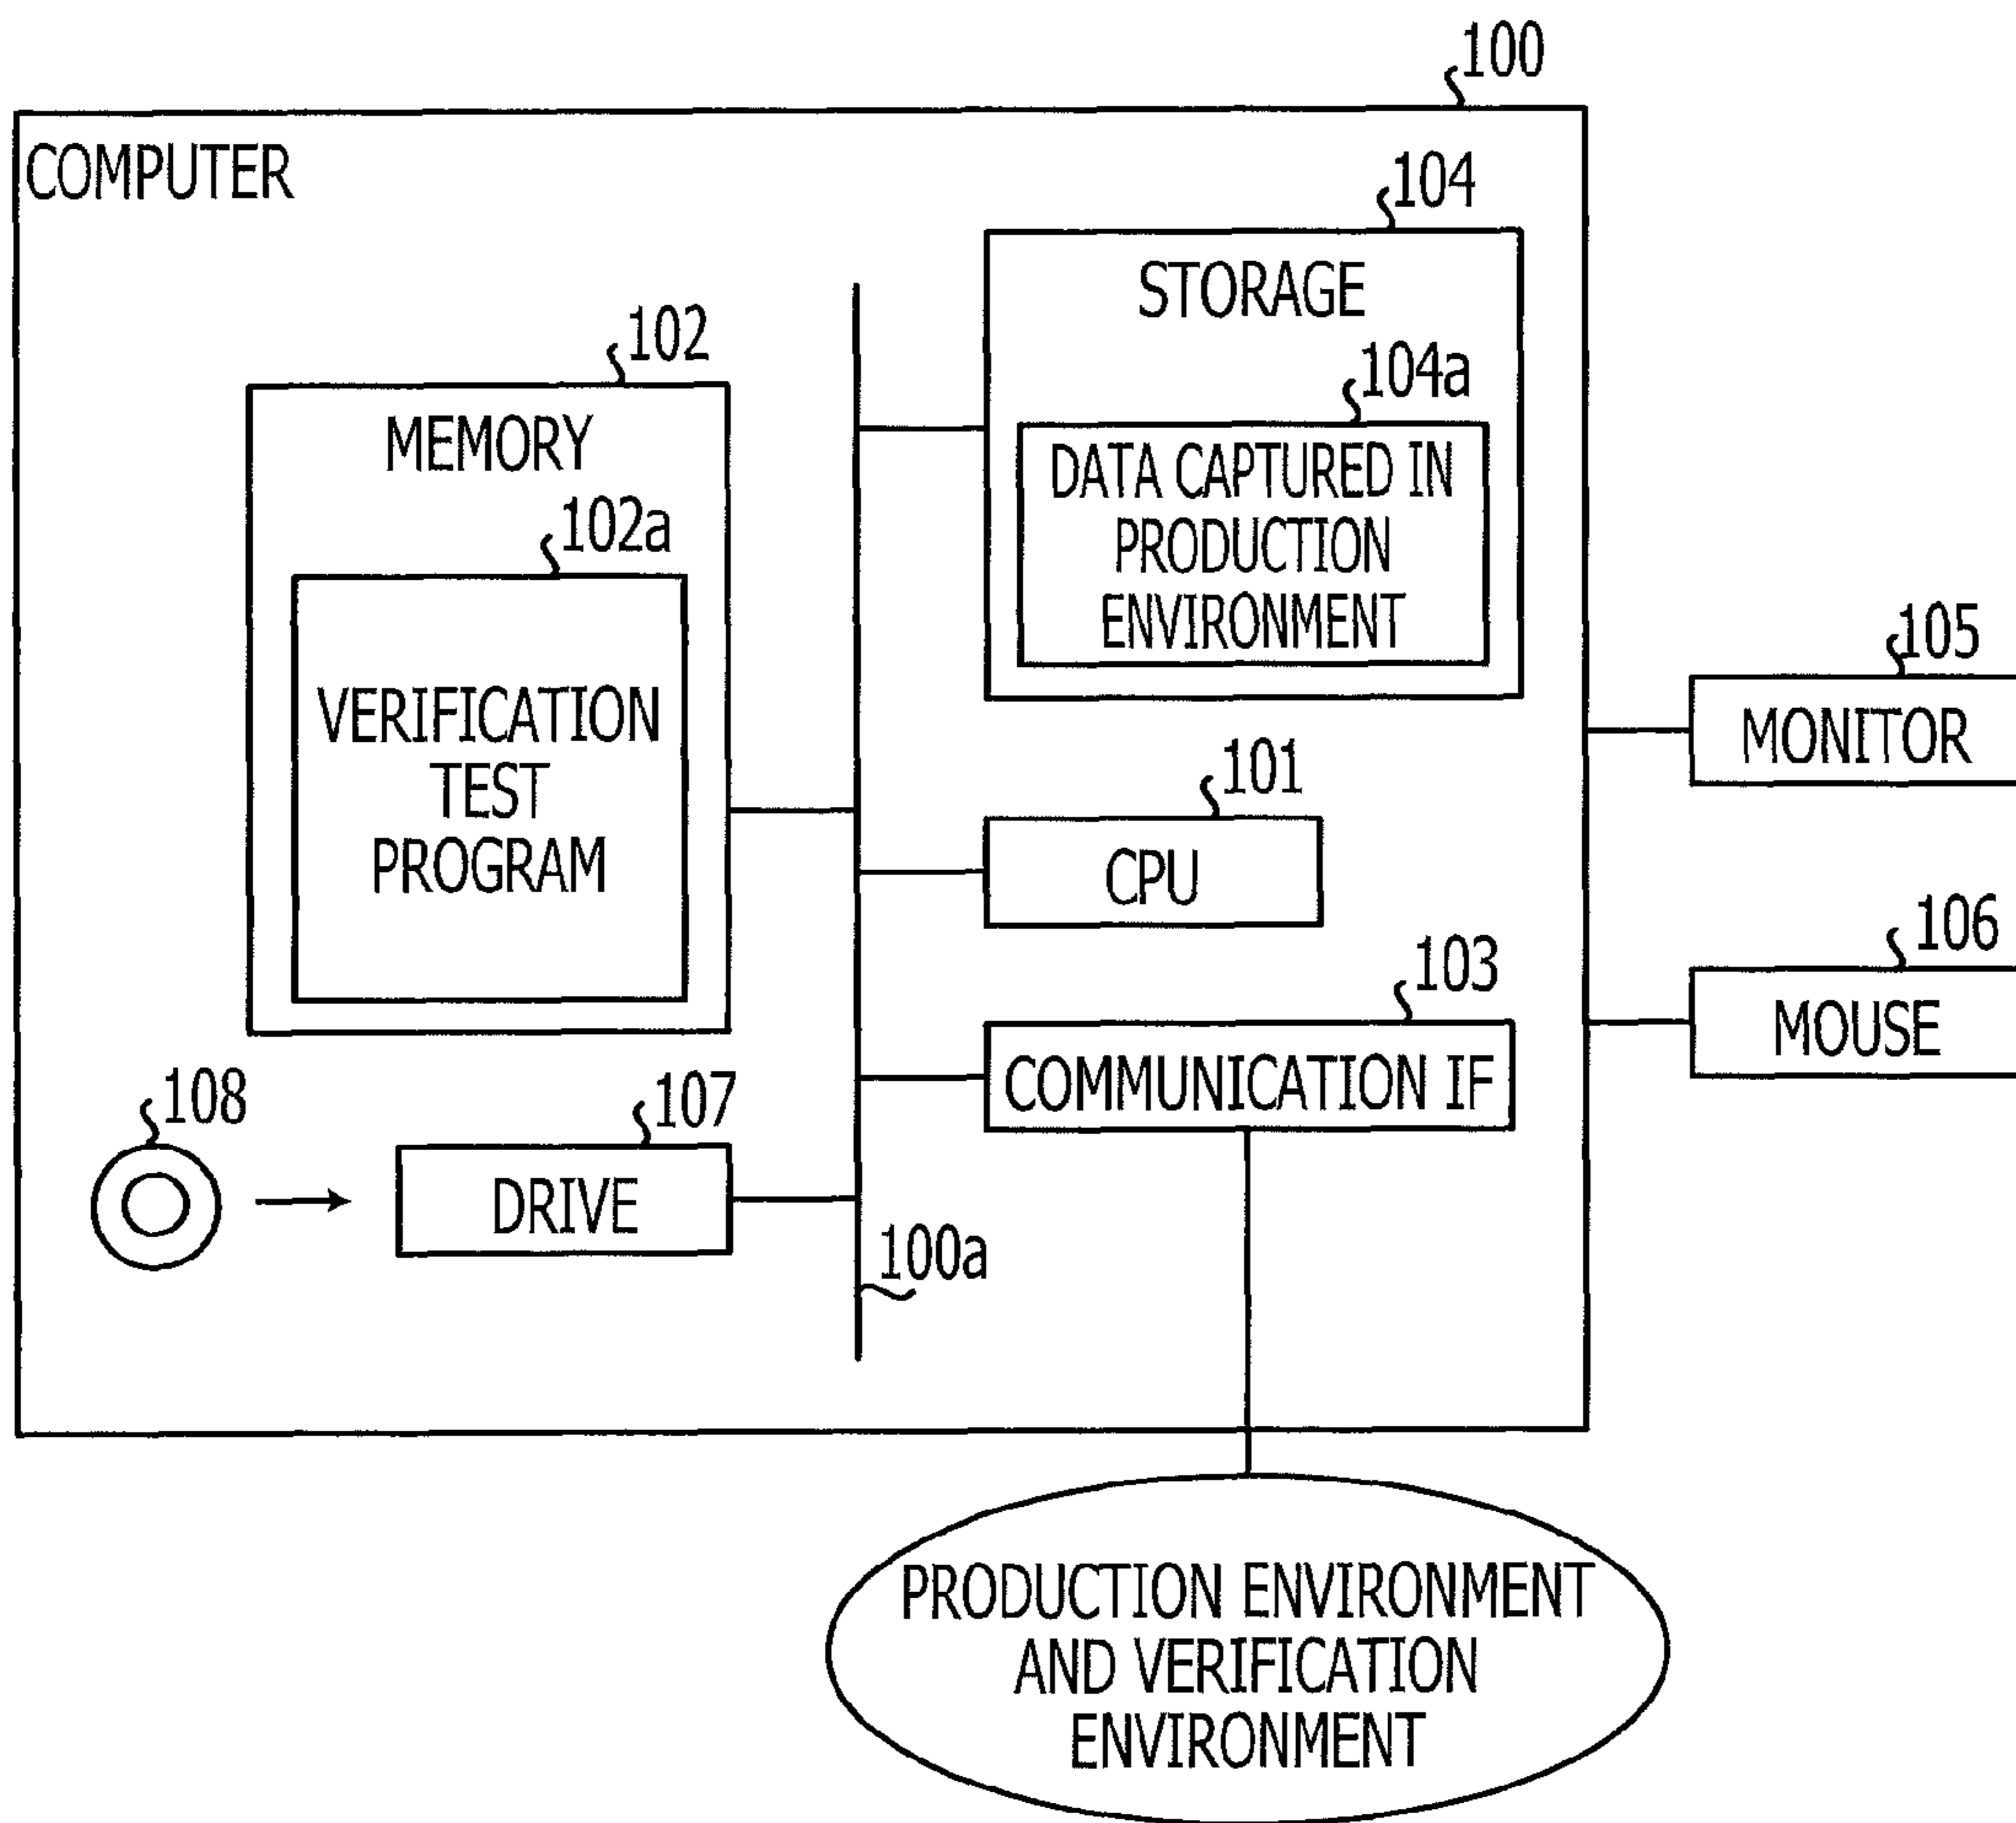 100
COMPUTER
104
STORAGE
104a
DATA CAPTURED IN
PRODUCTION
ENVIRONMENT
102
MEMORY
102a
VERIFICATION
TEST
PROGRAM
105
MONITOR
101
CPU
106
MOUSE
103
COMMUNICATION IF
108
107
DRIVE
100a
PRODUCTION ENVIRONMENT
AND VERIFICATION
ENVIRONMENT